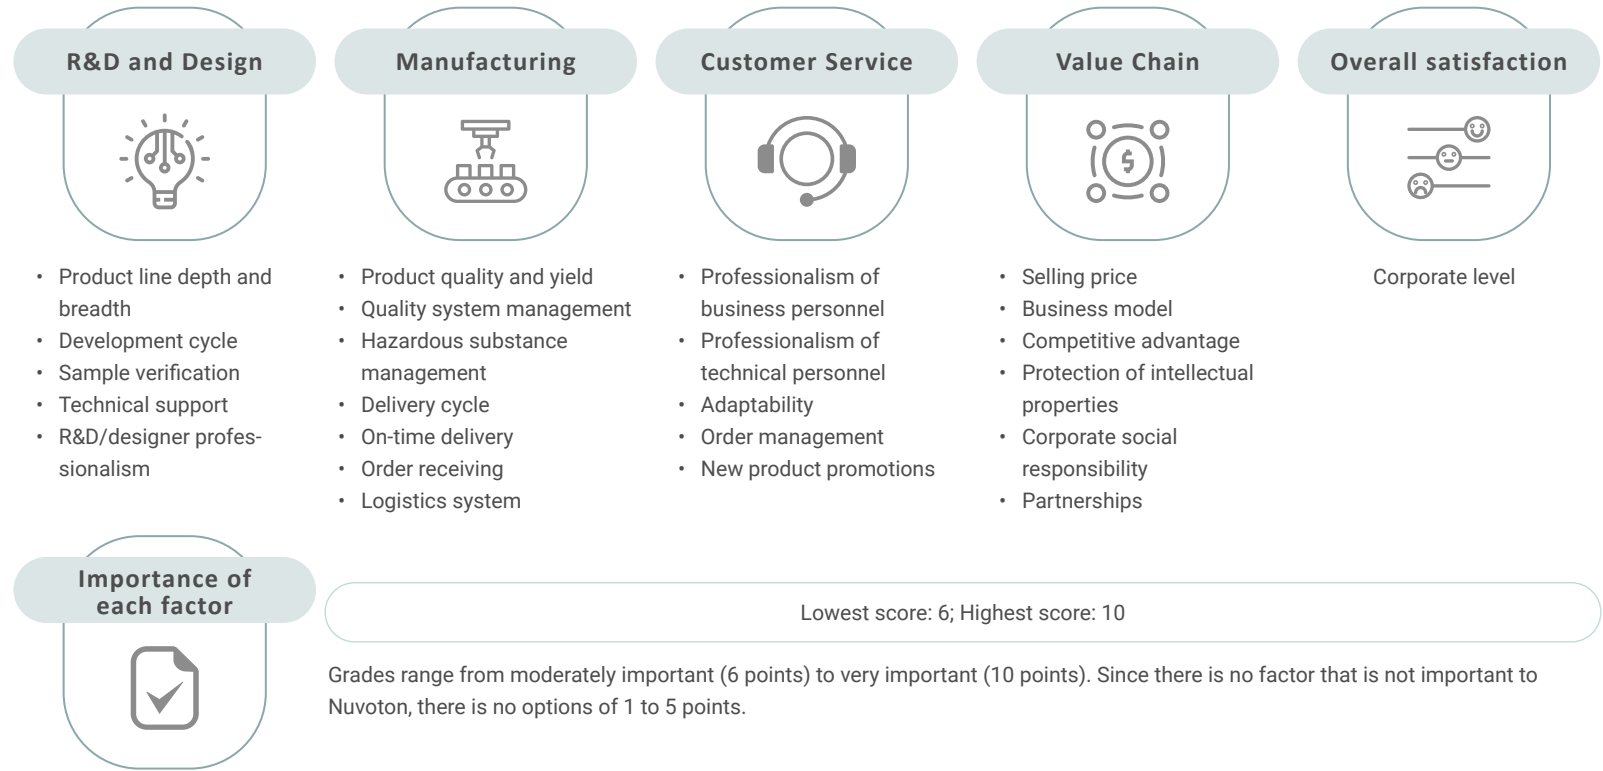 R&D and Design
Product line depth and
breadth
Development cycle
Sample verification
Technical support
R&D/designer profes-
sionalism
Manufacturing
Product quality and yield
Quality system management
Hazardous substance
management
Delivery cycle
On-time delivery
Order receiving
Logistics system
Customer Service
Professionalism of
business personnel
Professionalism of
technical personnel
Adaptability
Order management
New product promotions
Value Chain
Selling price
Business model
Competitive advantage
Protection of intellectual
properties
Corporate social
responsibility
Partnerships
Overall satisfaction
Corporate level
Importance of
each factor
Lowest score: 6; Highest score: 10
Grades range from moderately important (6 points) to very important (10 points). Since there is no factor that is not important to
Nuvoton, there is no options of 1 to 5 points.